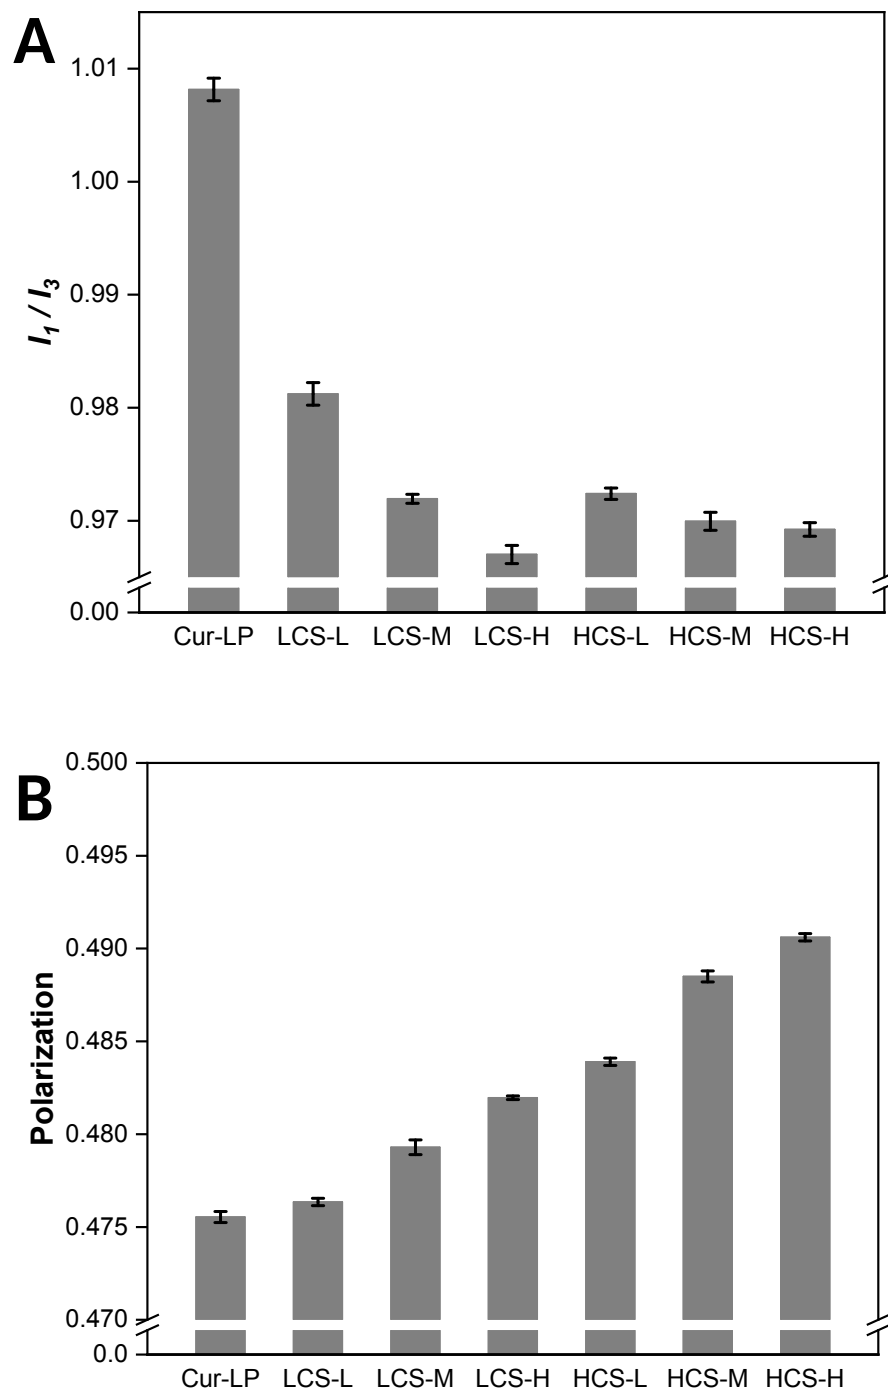 A
1.01
1.00
0.99
0.98
0.97
0.00
I1 / I3
Cur-LP LCS-L LCS-M LCS-H HCS-L HCS-M HCS-H
B
0.500
0.495
0.490
0.485
0.480
0.475
0.470
0.0
Polarization
Cur-LP LCS-L LCS-M LCS-H HCS-L HCS-M HCS-H